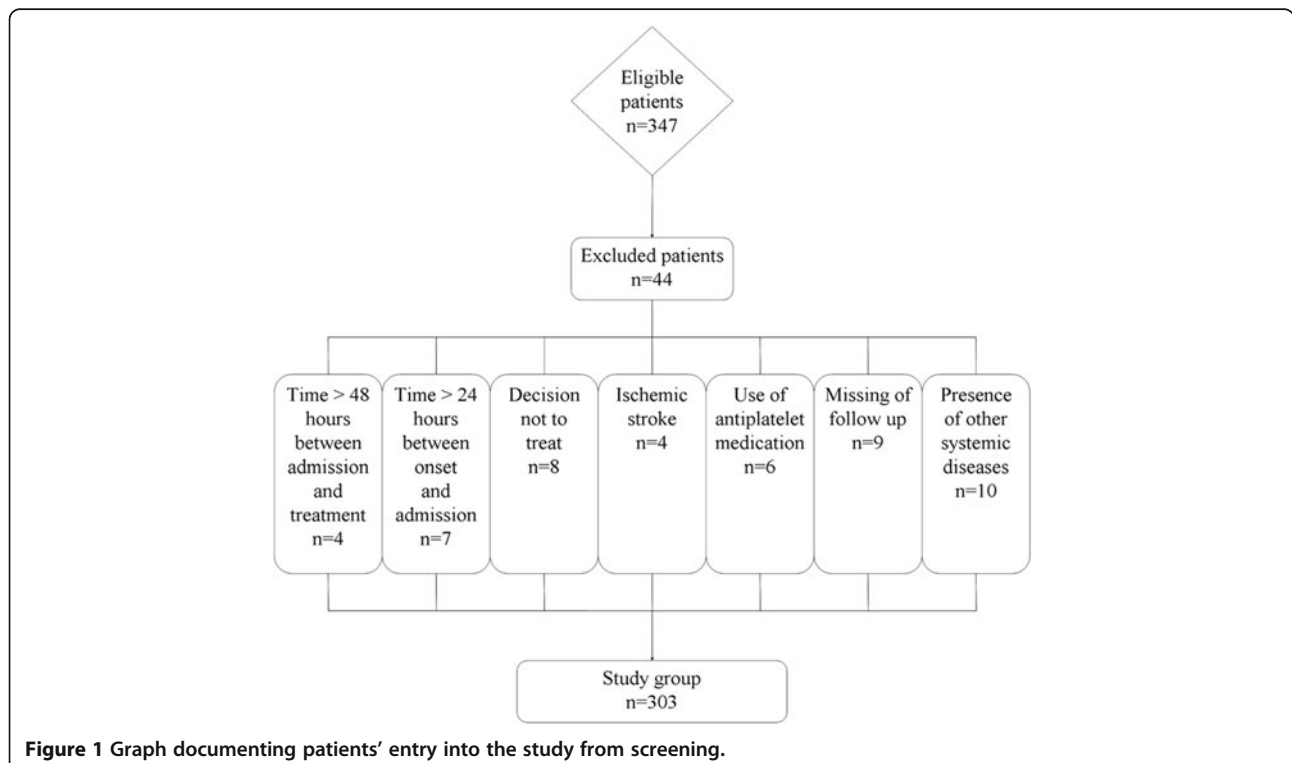 Eligible
patients
n=347
Excluded patients
n=44
Time > 48
hours
between
admission
and
treatment
n=4
Time > 24
hours
between
onset
and
admission
n=7
Decision
not to
treat
n=8
Ischemic
stroke
n=4
Use of
antiplatelet
medication
n=6
Missing of
follow up
n=9
Presence
of other
systemic
diseases
n=10
Study group
n=303
Figure 1 Graph documenting patients’ entry into the study from screening.